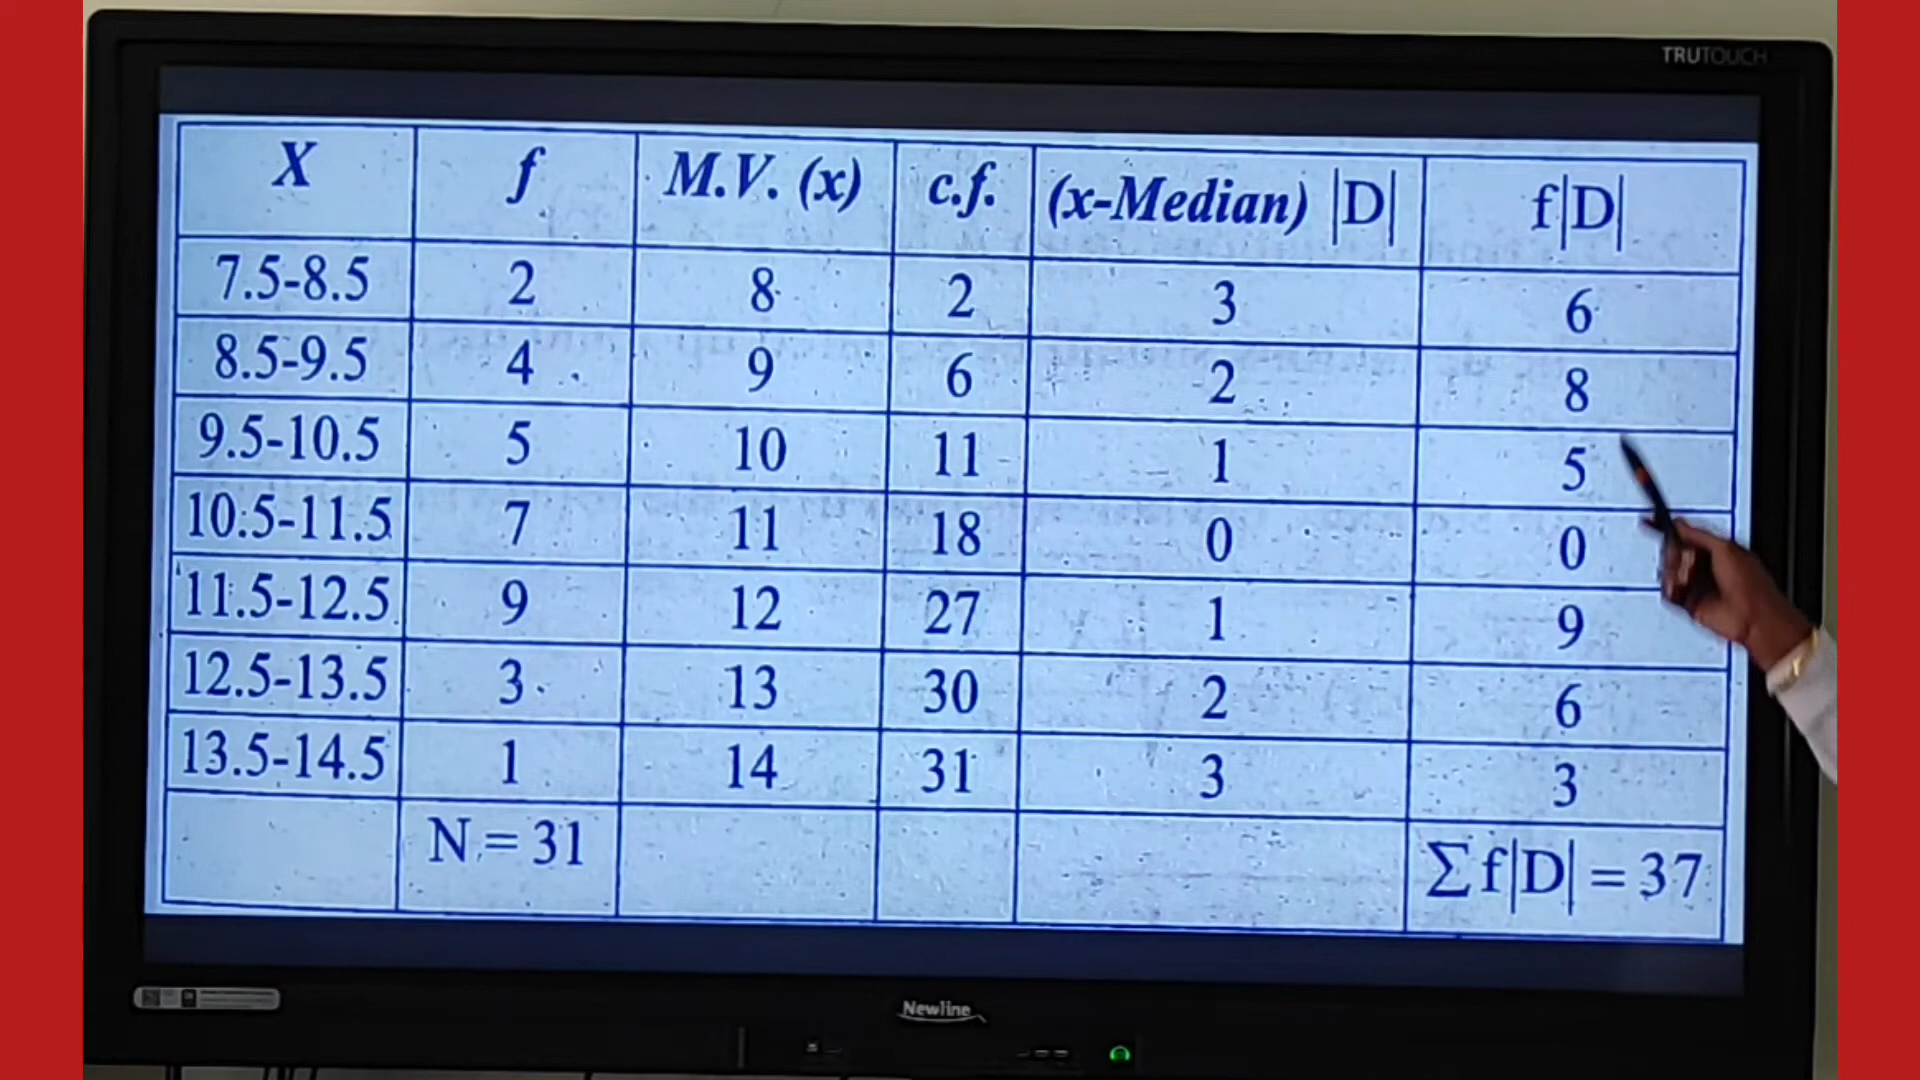 TRUTOUCH
X f M.V. (x) c.f. (x-Median) |D| f|D|
7.5-8.5 2 8 2 3 6
8.5-9.5 4 9 6 2 8
9.5-10.5 5 10 11 1 5
10.5-11.5 7 11 18 0 0
11.5-12.5 9 12 27 1 9
12.5-13.5 3 13 30 2 6
13.5-14.5 1 14 31 3 3
N = 31 ∑f|D| = 37
Newline